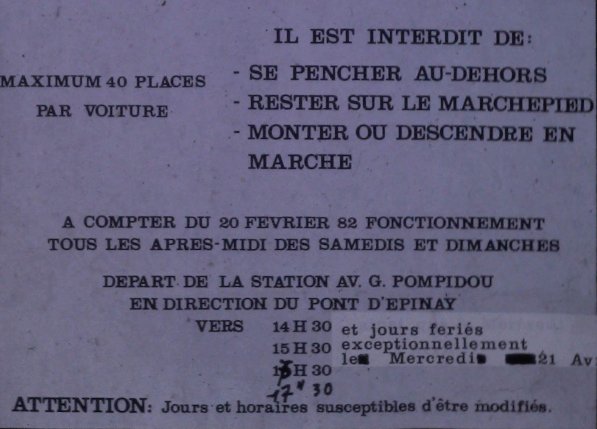 IL EST INTERDIT DE:
MAXIMUM 40 PLACES
PAR VOITURE
- SE PENCHER AU-DEHORS
- RESTER SUR LE MARCHEPIED
- MONTER OU DESCENDRE EN
MARCHE
A COMPTER DU 20 FEVRIER 82 FONCTIONNEMENT
TOUS LES APRES-MIDI DES SAMEDIS ET DIMANCHES
DEPART DE LA STATION AV. G. POMPIDOU
EN DIRECTION DU PONT D'EPINAY
VERS 14 H 30
15 H 30
H 30
17 H 30
et jours feriés
exceptionnellement
le Mercredi 21 Av
ATTENTION: Jours et horaires susceptibles d'être modifiés.